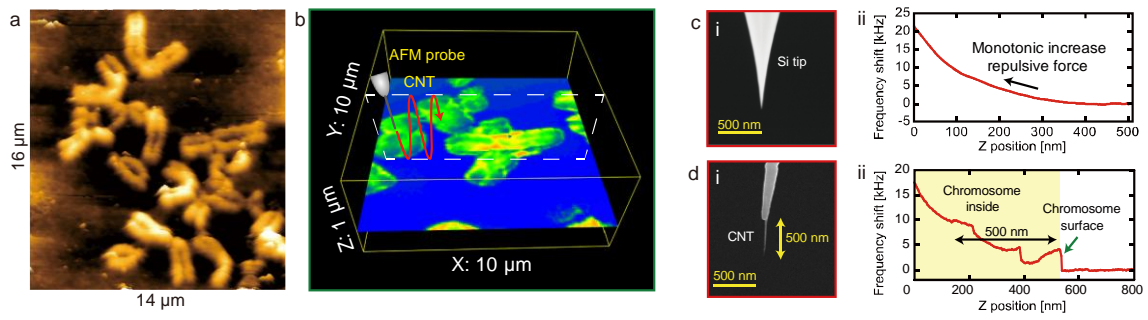 a
16 µm
14 µm
b
AFM probe
CNT
Y: 10 µm
Z: 1 µm
X: 10 µm
c
i
Si tip
500 nm
ii
Frequency shift [kHz]
25
20
15
10
5
0
Monotonic increase
repulsive force
0 100 200 300 400 500
Z position [nm]
d
i
CNT
500 nm
500 nm
ii
Frequency shift [kHz]
20
15
10
5
0
Chromosome
inside
500 nm
Chromosome
surface
0 200 400 600 800
Z position [nm]